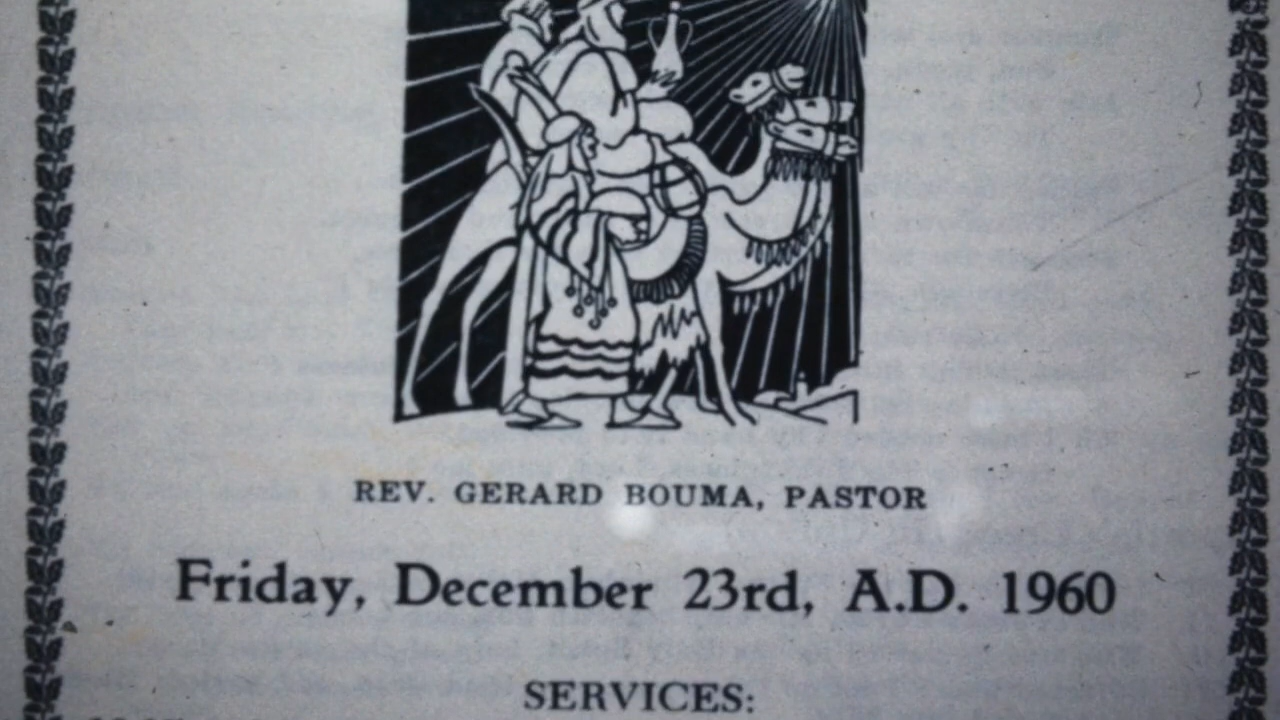 REV. GERARD BOUMA, PASTOR
Friday, December 23rd, A.D. 1960
SERVICES: